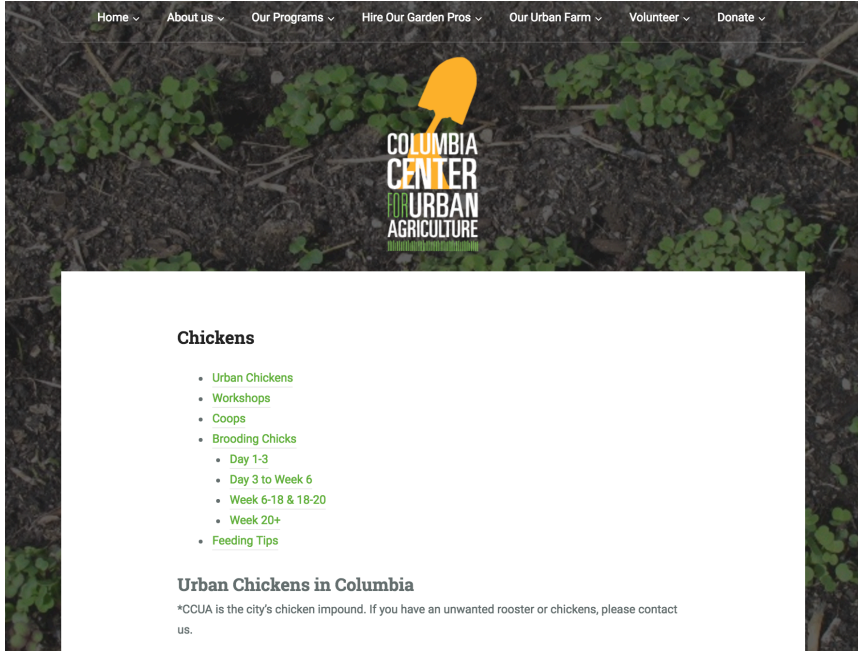 Home
About us
Our Programs
Hire Our Garden Pros
Our Urban Farm
Volunteer
Donate
COLUMBIA
CENTER
FOR URBAN
AGRICULTURE
Chickens
Urban Chickens
Workshops
Coops
Brooding Chicks
Day 1-3
Day 3 to Week 6
Week 6-18 & 18-20
Week 20+
Feeding Tips
Urban Chickens in Columbia
*CCUA is the city's chicken impound. If you have an unwanted rooster or chickens, please contact
us.